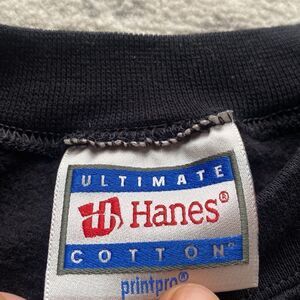 ULTIMATE
H Hanes®
COTTON®
printpro®